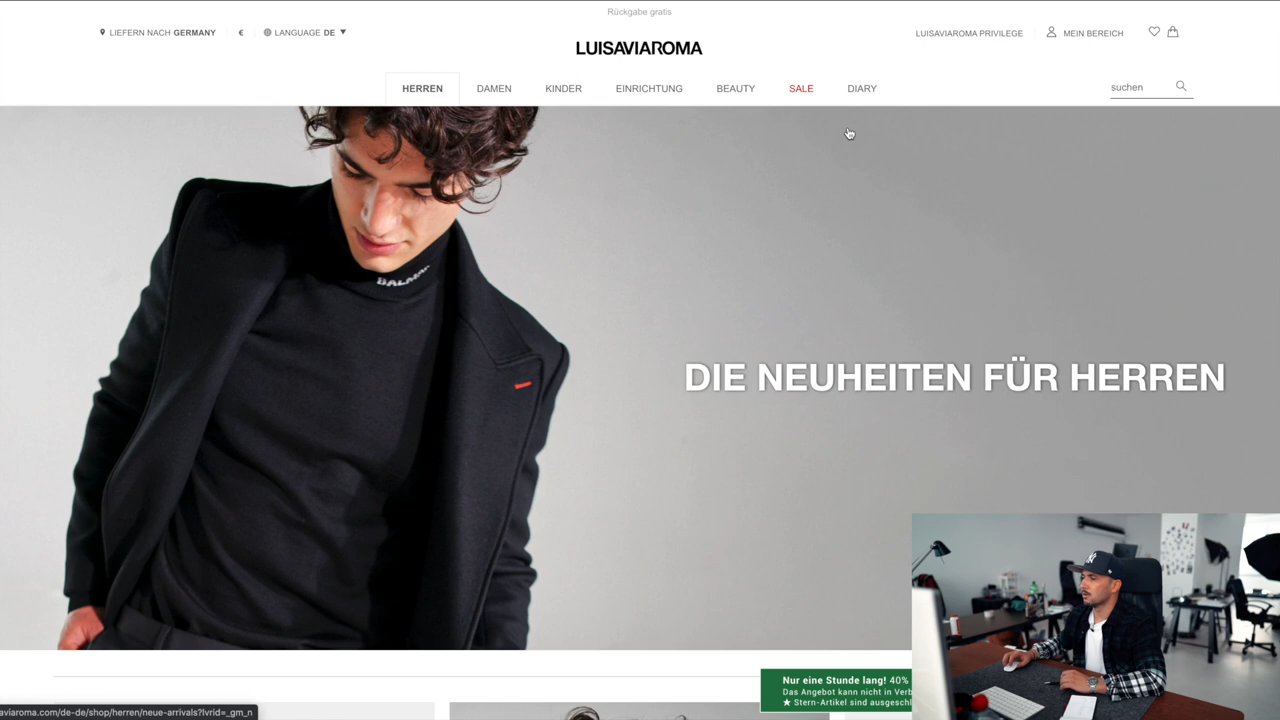 Rückgabe gratis
LIEFERN NACH GERMANY € LANGUAGE DE
LUISAVIAROMA
LUISAVIAROMA PRIVILEGE MEIN BEREICH
HERREN DAMEN KINDER EINRICHTUNG BEAUTY SALE DIARY
suchen
DIE NEUHEITEN FÜR HERREN
Nur eine Stunde lang! 40%
Das Angebot kann nicht in Verb
★ Stern-Artikel sind ausgeschl
aviaroma.com/de-de/shop/herren/neue-arrivals?lvrid=_gm_n